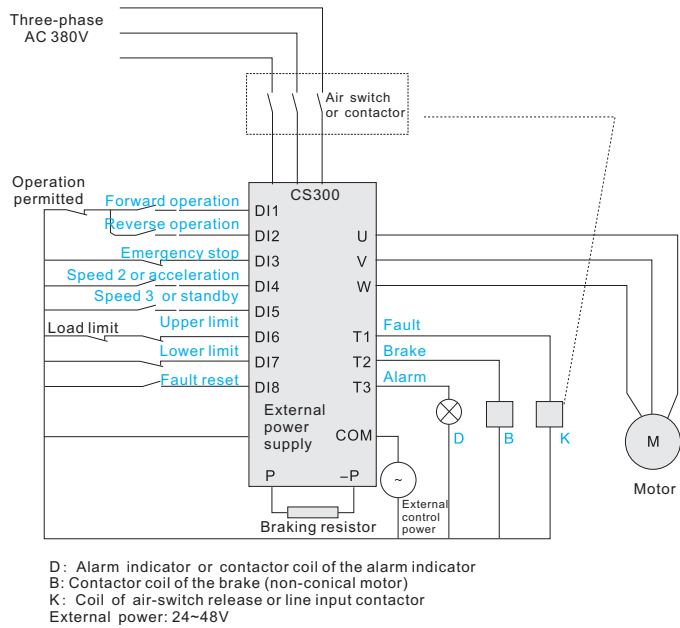 Three-phase
AC 380V
Air switch
or contactor
Operation
permitted
CS300
Forward operation
DI1
Reverse operation
DI2
U
Emergency stop
DI3
V
Speed 2 or acceleration
DI4
W
Speed 3 or standby
DI5
Load limit
Upper limit
DI6
T1
Fault
Lower limit
DI7
T2
Brake
Fault reset
DI8
T3
Alarm
External
power
supply
COM
D
B
K
M
Motor
P
–P
~
External
control
power
Braking resistor
D: Alarm indicator or contactor coil of the alarm indicator
B: Contactor coil of the brake (non-conical motor)
K: Coil of air-switch release or line input contactor
External power: 24~48V